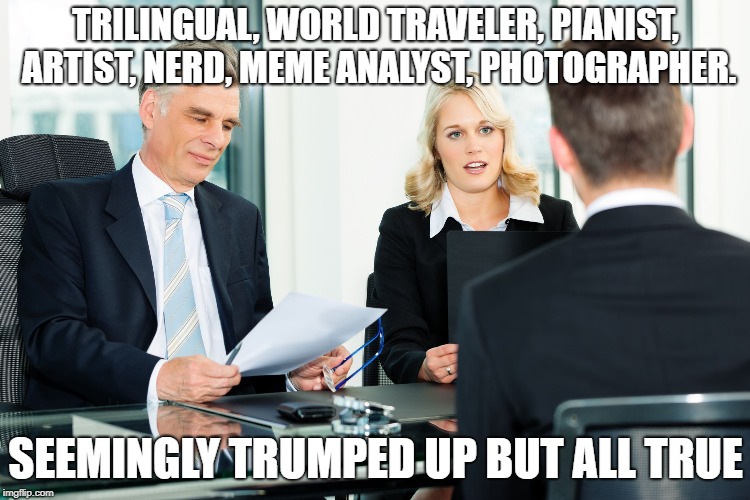 TRILINGUAL, WORLD TRAVELER, PIANIST,
ARTIST, NERD, MEME ANALYST, PHOTOGRAPHER.
SEEMINGLY TRUMPED UP BUT ALL TRUE
imgflip.com